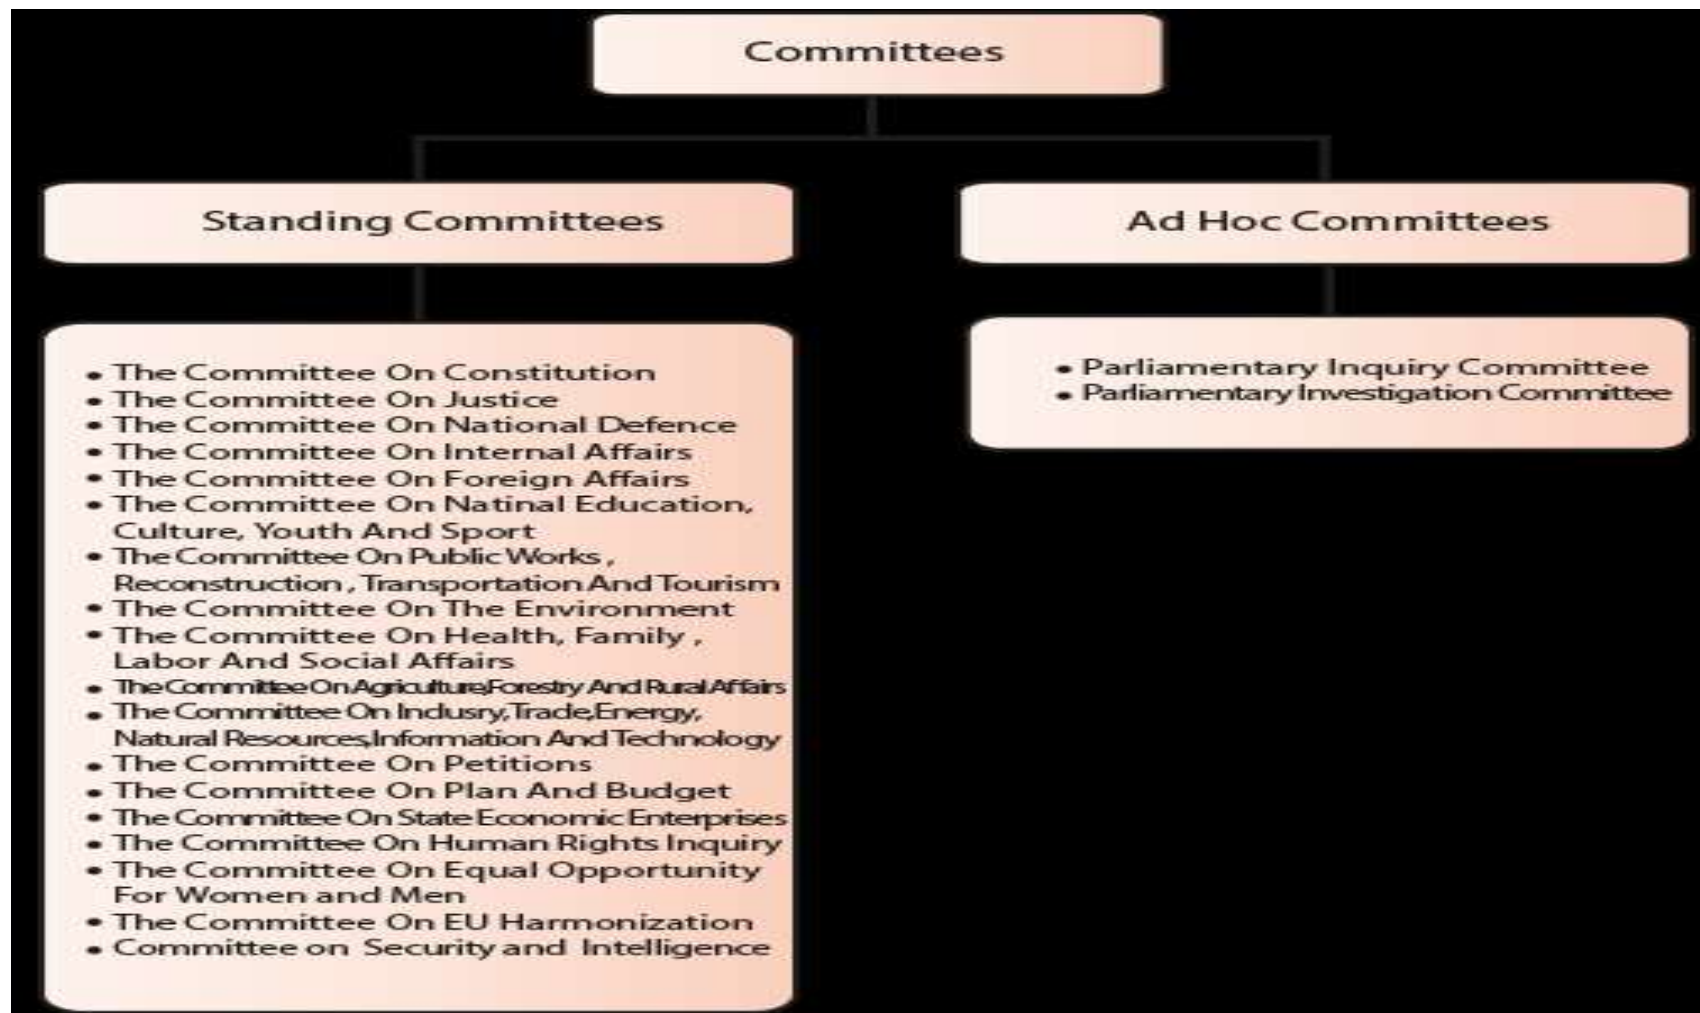 Committees
Standing Committees
Ad Hoc Committees
• The Committee On Constitution
• The Committee On Justice
• The Committee On National Defence
• The Committee On Internal Affairs
• The Committee On Foreign Affairs
• The Committee On Natinal Education,
Culture, Youth And Sport
• The Committee On Public Works ,
Reconstruction , Transportation And Tourism
• The Committee On The Environment
• The Committee On Health, Family ,
Labor And Social Affairs
• The Committee On Agriculture,Forestry And Rural Affairs
• The Committee On Indusry,Trade,Energy,
Natural Resources,Information And Technology
• The Committee On Petitions
• The Committee On Plan And Budget
• The Committee On State Economic Enterprises
• The Committee On Human Rights Inquiry
• The Committee On Equal Opportunity
For Women and Men
• The Committee On EU Harmonization
• Committee on Security and Intelligence
• Parliamentary Inquiry Committee
• Parliamentary Investigation Committee